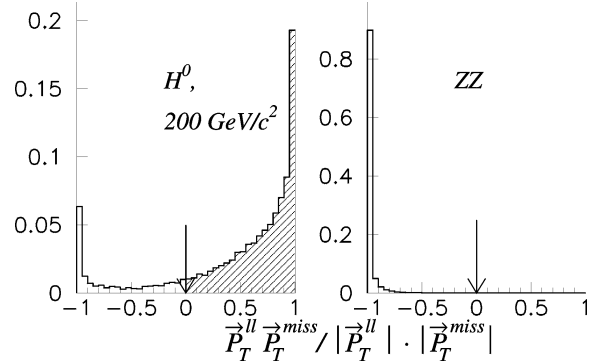 0.2
0.15
0.1
0.05
0
H⁰,
200 GeV/c²
−1 −0.5 0 0.5 1
0.8
0.6
0.4
0.2
0
ZZ
−1 −0.5 0 0.5 1
P⃗_T^ll P⃗_T^miss / |P⃗_T^ll| · |P⃗_T^miss|